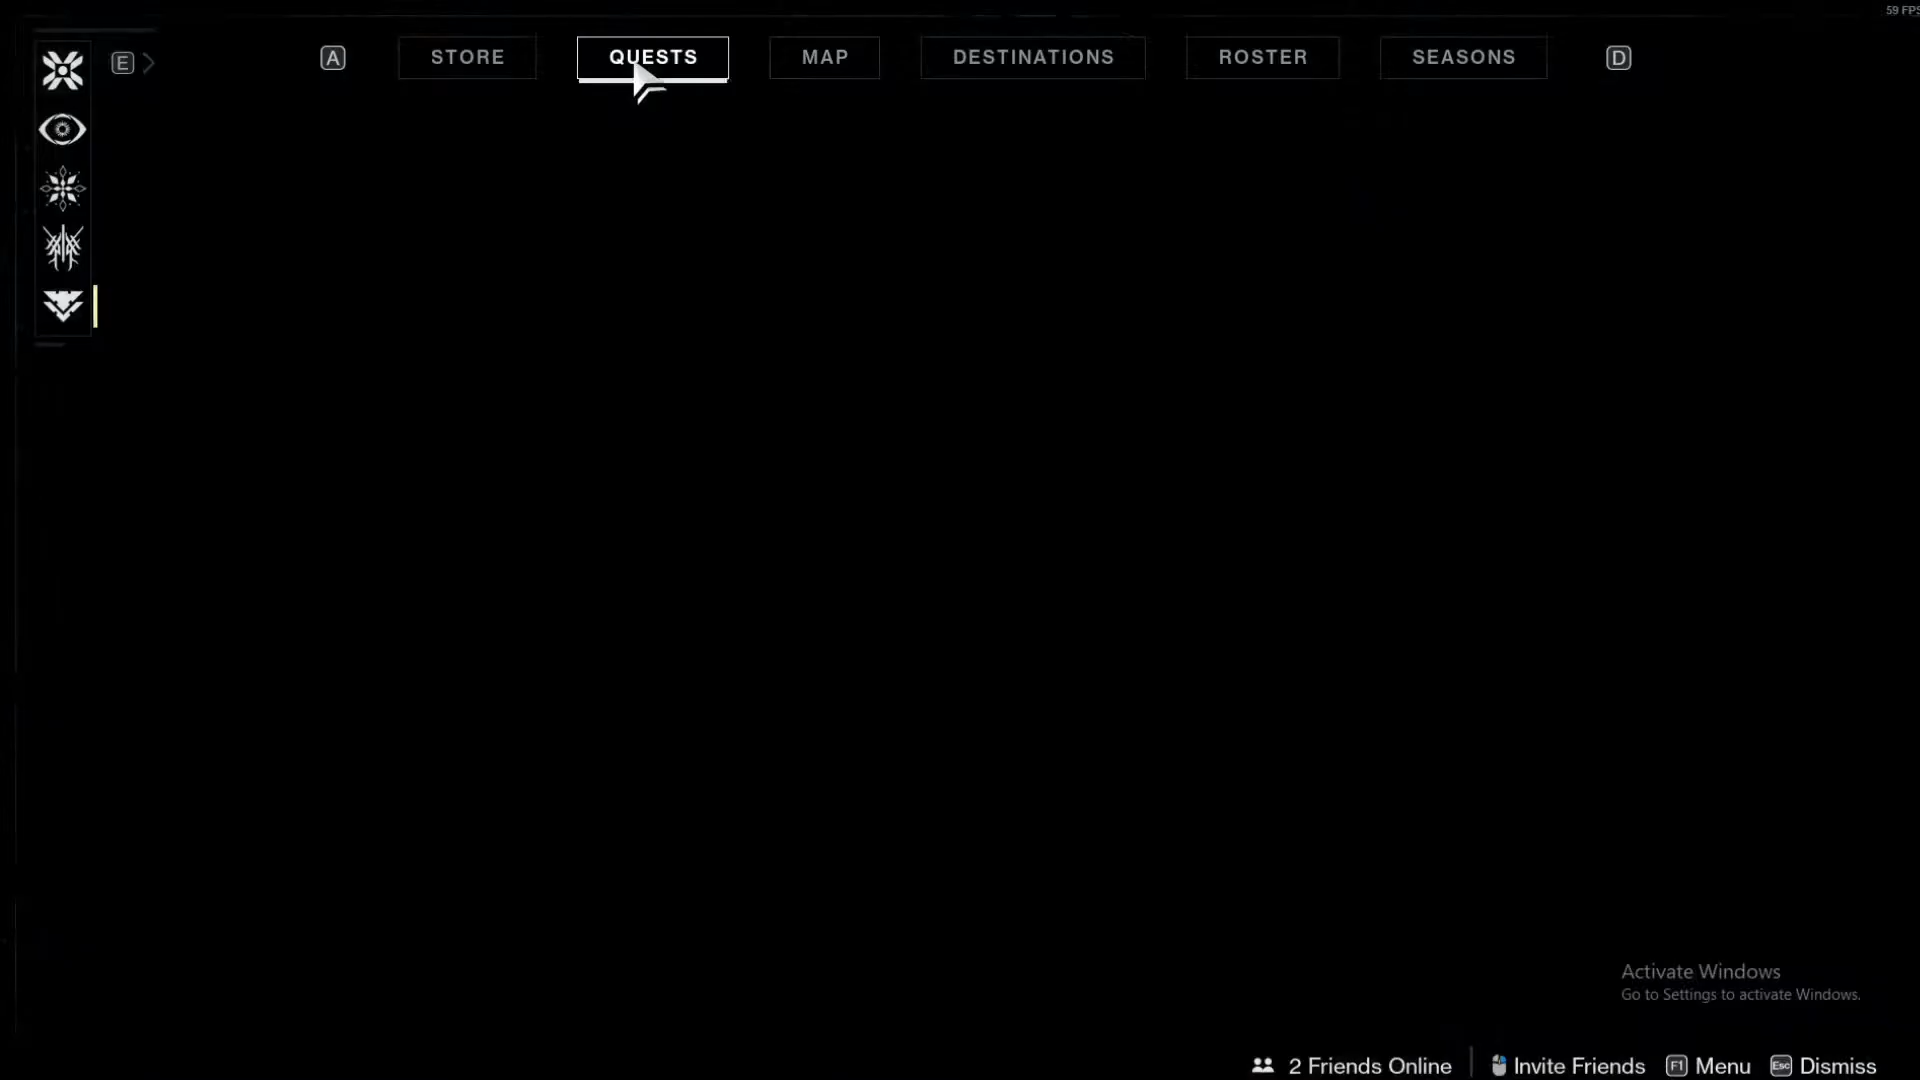 59 FPS
E
A
STORE
QUESTS
MAP
DESTINATIONS
ROSTER
SEASONS
D
Activate Windows
Go to Settings to activate Windows.
2 Friends Online
Invite Friends
F1 Menu
Esc Dismiss